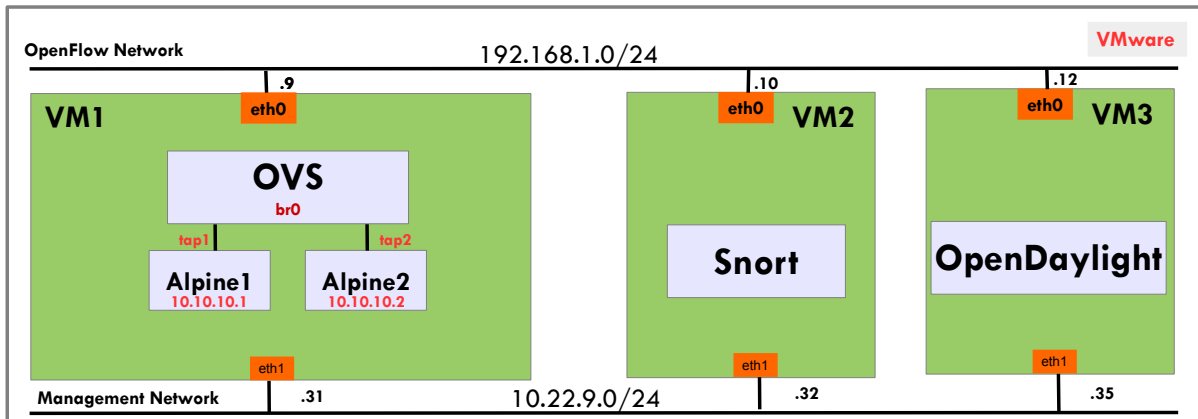 OpenFlow Network
192.168.1.0/24
VMware
.9
.10
.12
eth0
eth0
eth0
VM1
VM2
VM3
OVS
br0
tap1
tap2
Alpine1
10.10.10.1
Alpine2
10.10.10.2
Snort
OpenDaylight
eth1
eth1
eth1
Management Network
.31
10.22.9.0/24
.32
.35